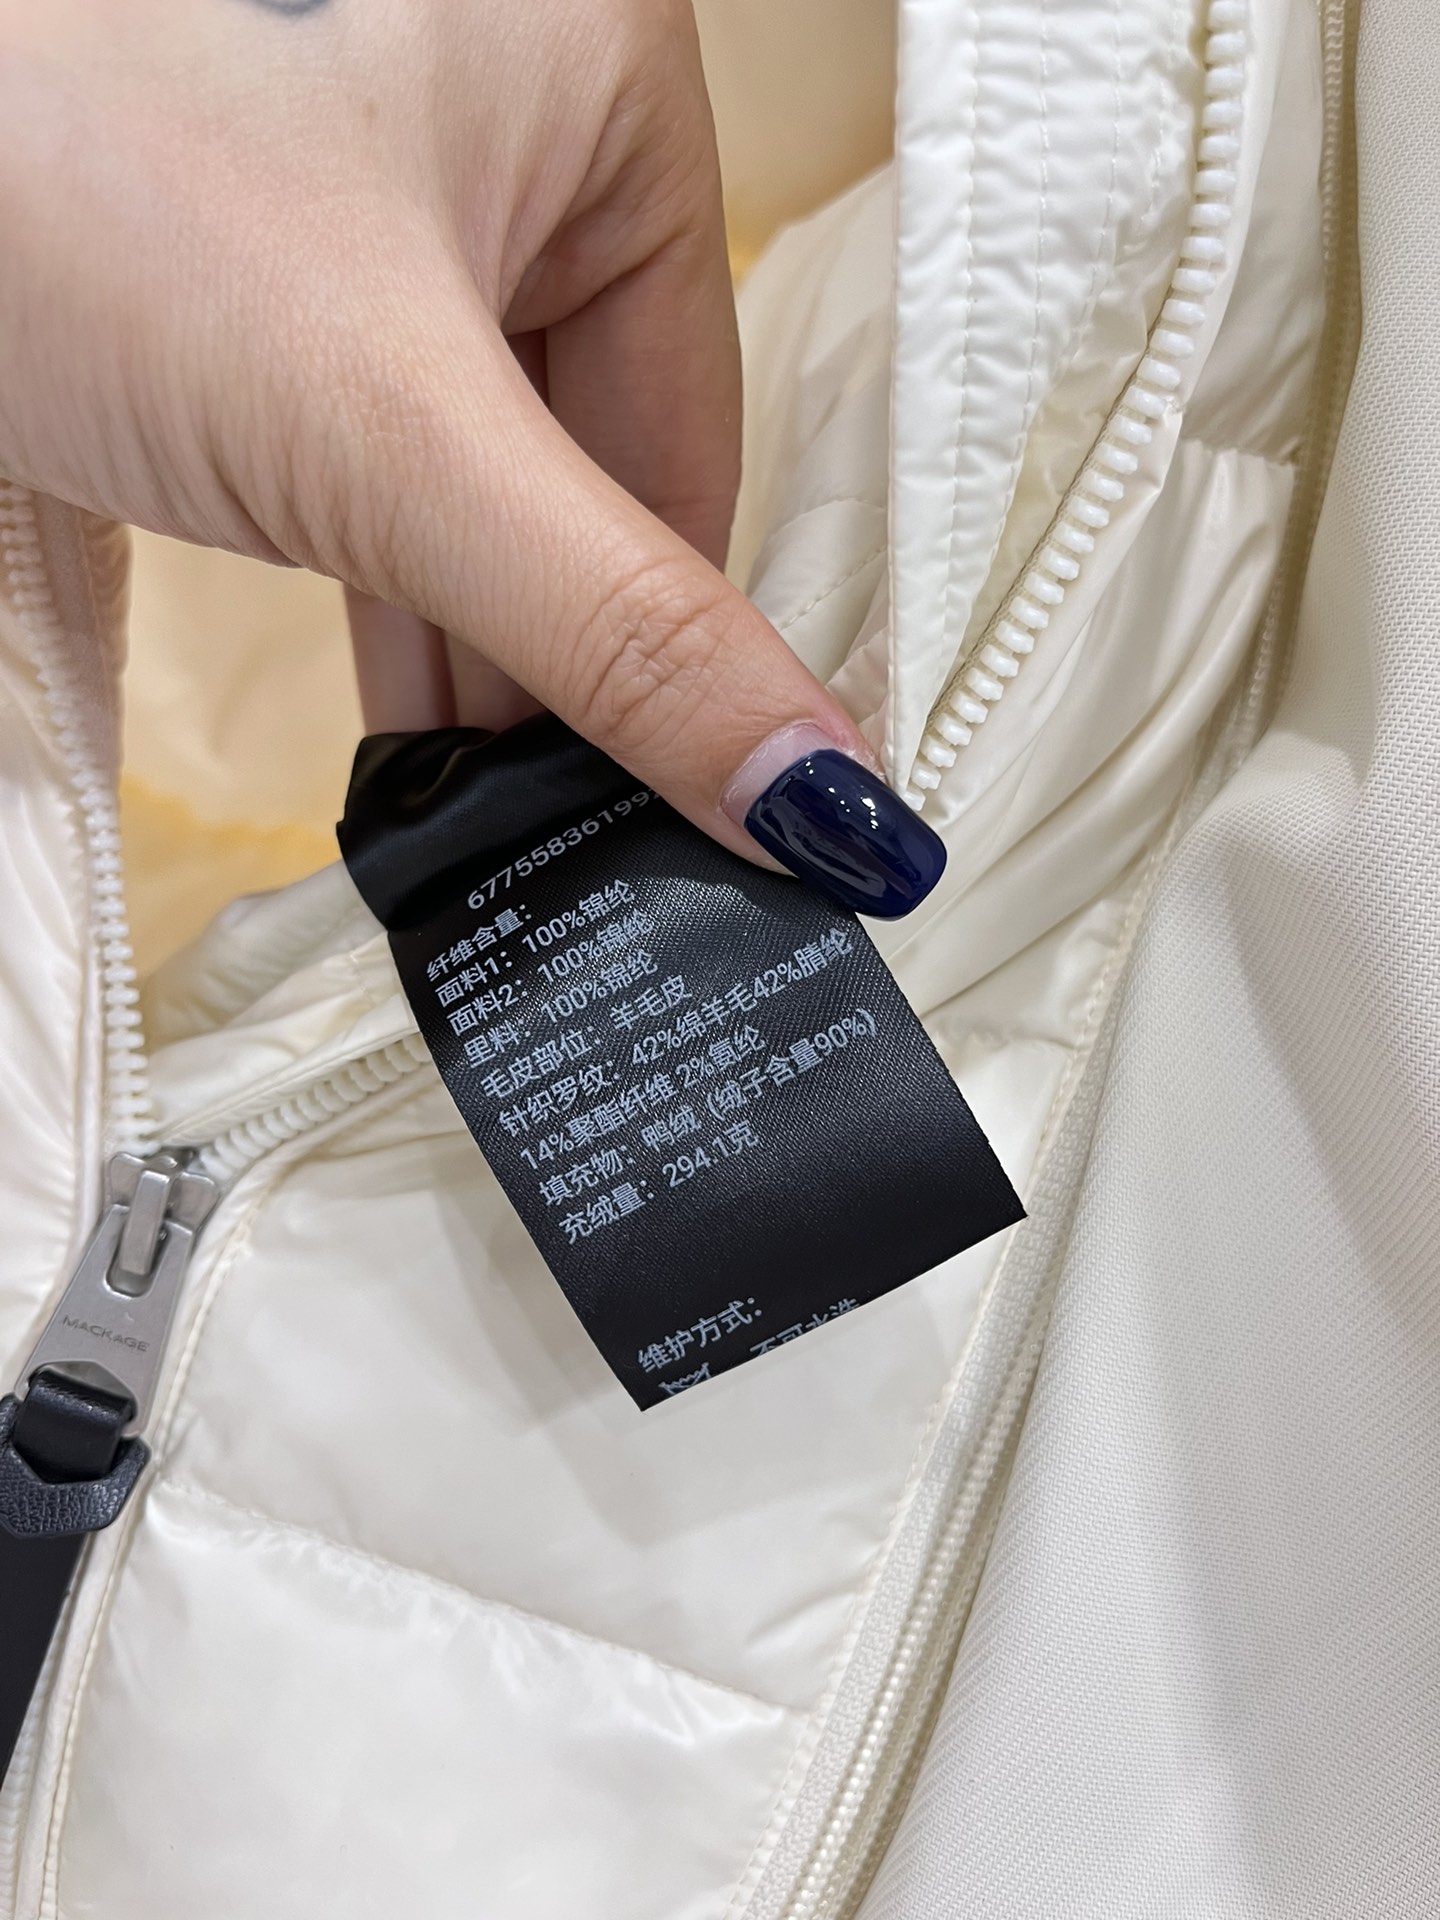 677558361992
纤维含量：
面料1： 100%锦纶
面料2： 100%锦纶
里料： 100%锦纶
毛皮部位： 羊毛皮
针织罗纹： 42%绵羊毛42%腈纶
14%聚酯纤维 2%氨纶
填充物： 鸭绒（绒子含量90%）
充绒量： 294.1克
维护方式：
不可水洗
MACKAGE